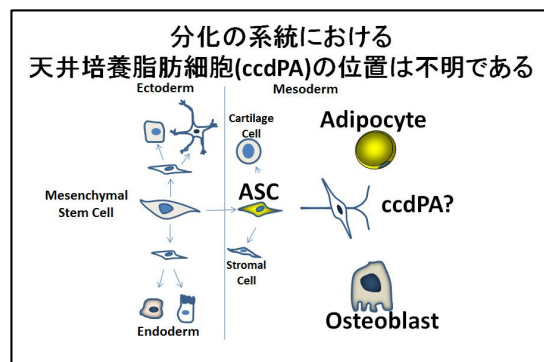 分化の系統における
天井培養脂肪細胞(ccdPA)の位置は不明である
Ectoderm
Mesoderm
Cartilage
Cell
Adipocyte
Mesenchymal
Stem Cell
ASC
ccdPA?
Stromal
Cell
Endoderm
Osteoblast